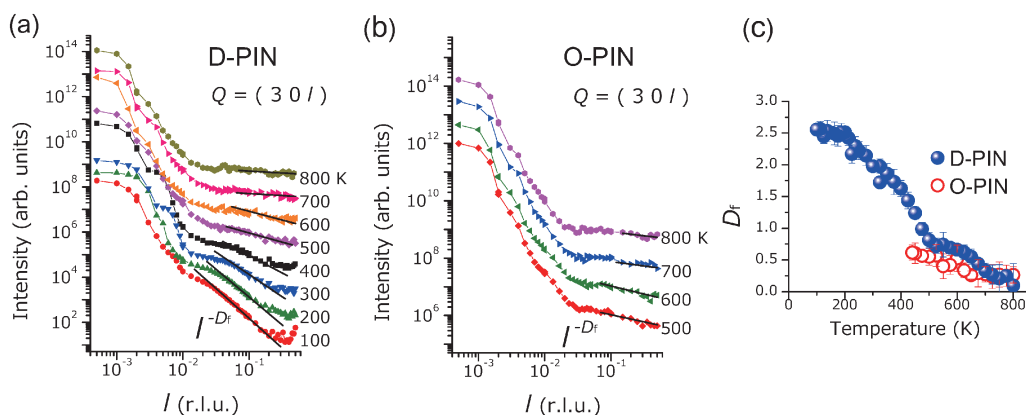 (a)
D-PIN
Q = ( 3 0 l )
Intensity (arb. units)
10^14
10^12
10^10
10^8
10^6
10^4
10^2
800 K
700
600
500
400
300
200
100
l^-Df
10^-3
10^-2
10^-1
l (r.l.u.)
(b)
O-PIN
Q = ( 3 0 l )
Intensity (arb. units)
10^14
10^12
10^10
10^8
10^6
800 K
700
600
500
l^-Df
10^-3
10^-2
10^-1
l (r.l.u.)
(c)
Df
3.0
2.5
2.0
1.5
1.0
0.5
0.0
D-PIN
O-PIN
0
200
400
600
800
Temperature (K)